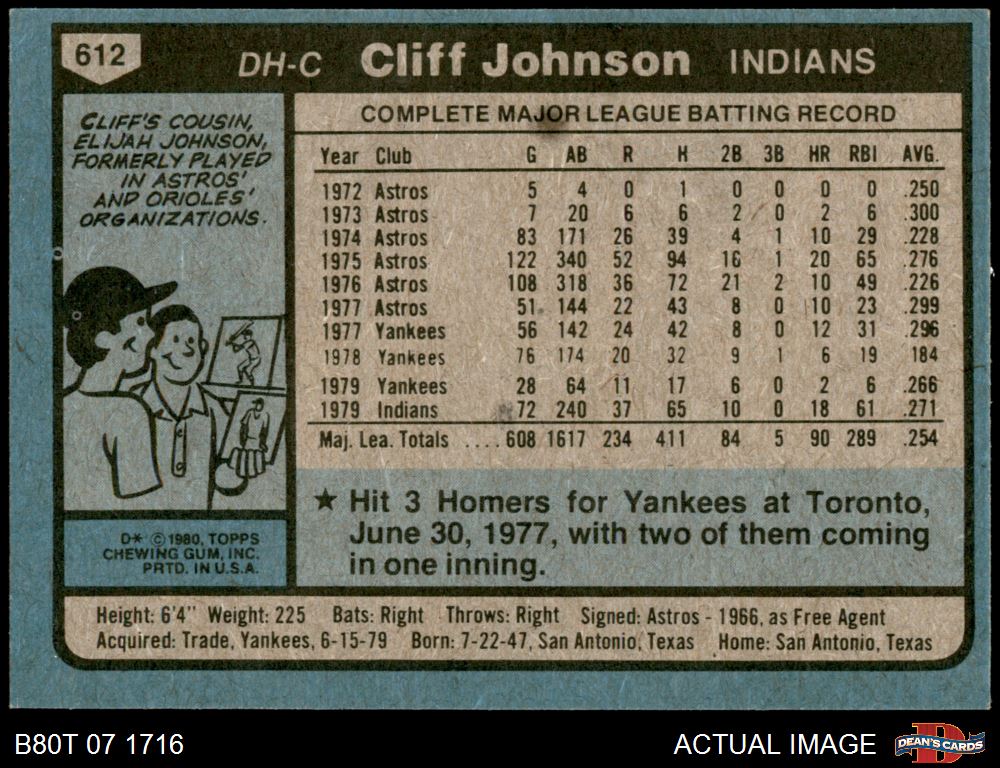 612
DH-C Cliff Johnson INDIANS
CLIFF'S COUSIN,
ELIJAH JOHNSON,
FORMERLY PLAYED
IN ASTROS'
AND ORIOLES'
ORGANIZATIONS.
COMPLETE MAJOR LEAGUE BATTING RECORD
Year Club G AB R H 2B 3B HR RBI AVG.
1972 Astros 5 4 0 1 0 0 0 0 .250
1973 Astros 7 20 6 6 2 0 2 6 .300
1974 Astros 83 171 26 39 4 1 10 29 .228
1975 Astros 122 340 52 94 16 1 20 65 .276
1976 Astros 108 318 36 72 21 2 10 49 .226
1977 Astros 51 144 22 43 8 0 10 23 .299
1977 Yankees 56 142 24 42 8 0 12 31 .296
1978 Yankees 76 174 20 32 9 1 6 19 184
1979 Yankees 28 64 11 17 6 0 2 6 .266
1979 Indians 72 240 37 65 10 0 18 61 .271
Maj. Lea. Totals ....608 1617 234 411 84 5 90 289 .254
★ Hit 3 Homers for Yankees at Toronto,
June 30, 1977, with two of them coming
in one inning.
D* © 1980, TOPPS
CHEWING GUM, INC.
PRTD. IN U.S.A.
Height: 6'4" Weight: 225 Bats: Right Throws: Right Signed: Astros - 1966, as Free Agent
Acquired: Trade, Yankees, 6-15-79 Born: 7-22-47, San Antonio, Texas Home: San Antonio, Texas
B80T 07 1716
ACTUAL IMAGE
D
DEAN'S CARDS